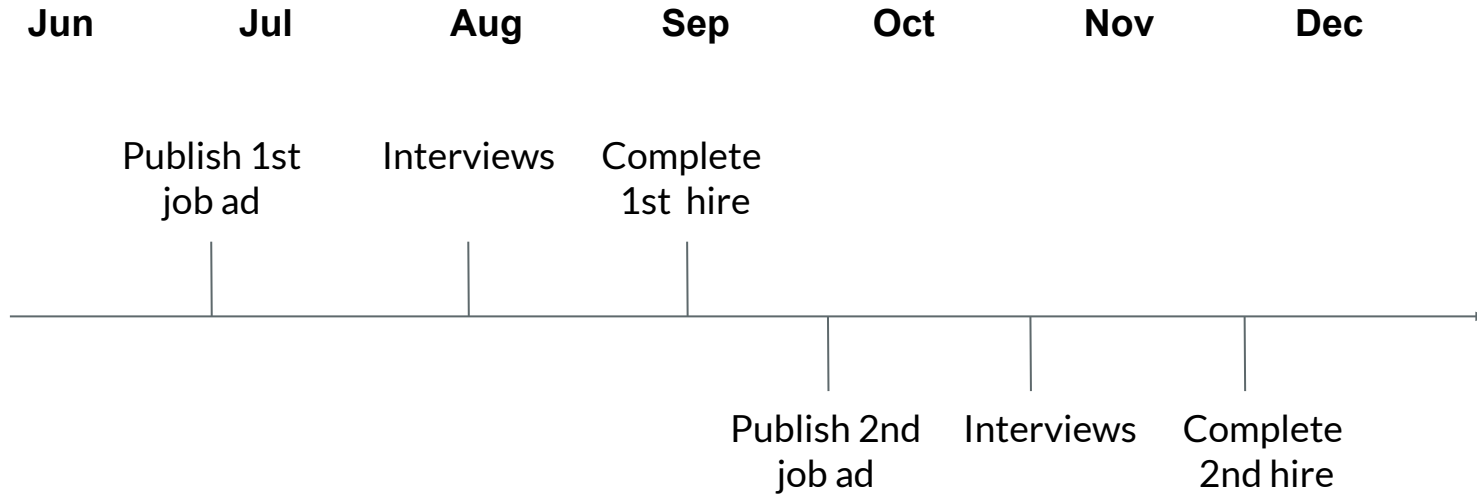 Jun Jul Aug Sep Oct Nov Dec
Publish 1st
job ad
Interviews
Complete
1st hire
Publish 2nd
job ad
Interviews
Complete
2nd hire